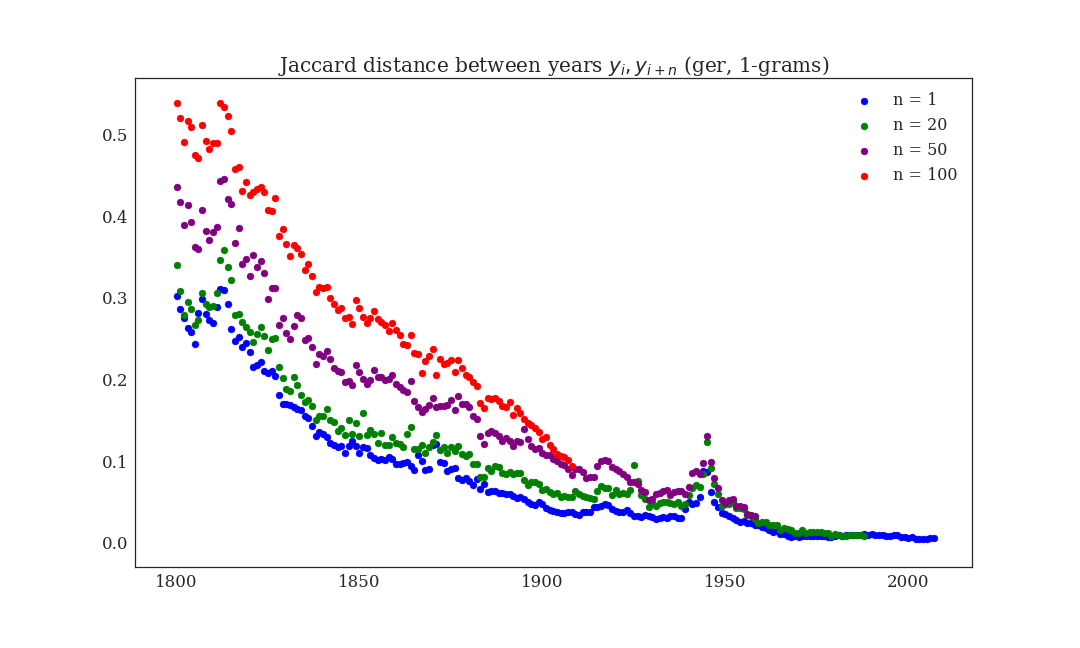 Jaccard distance between years $y_i, y_{i+n}$ (ger, 1-grams)
n = 1
n = 20
n = 50
n = 100
0.5
0.4
0.3
0.2
0.1
0.0
1800 1850 1900 1950 2000